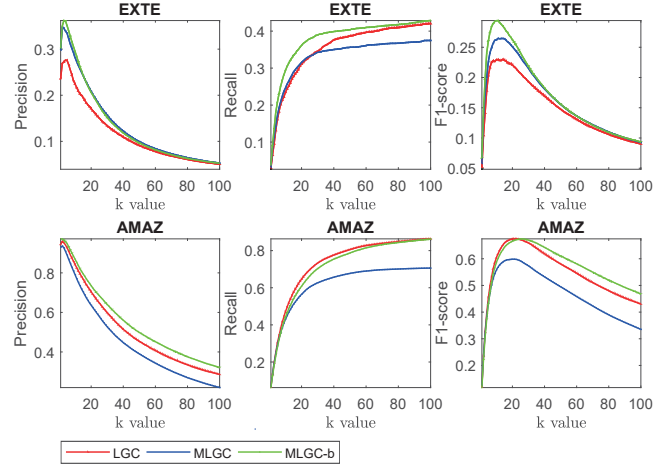 EXTE
EXTE
EXTE
Precision
0.3
0.2
0.1
20 40 60 80 100
k value
Recall
0.4
0.3
0.2
0.1
20 40 60 80 100
k value
F1-score
0.25
0.2
0.15
0.1
0.05
20 40 60 80 100
k value
AMAZ
AMAZ
AMAZ
Precision
0.8
0.6
0.4
20 40 60 80 100
k value
Recall
0.8
0.6
0.4
0.2
20 40 60 80 100
k value
F1-score
0.6
0.5
0.4
0.3
0.2
20 40 60 80 100
k value
LGC MLGC MLGC-b